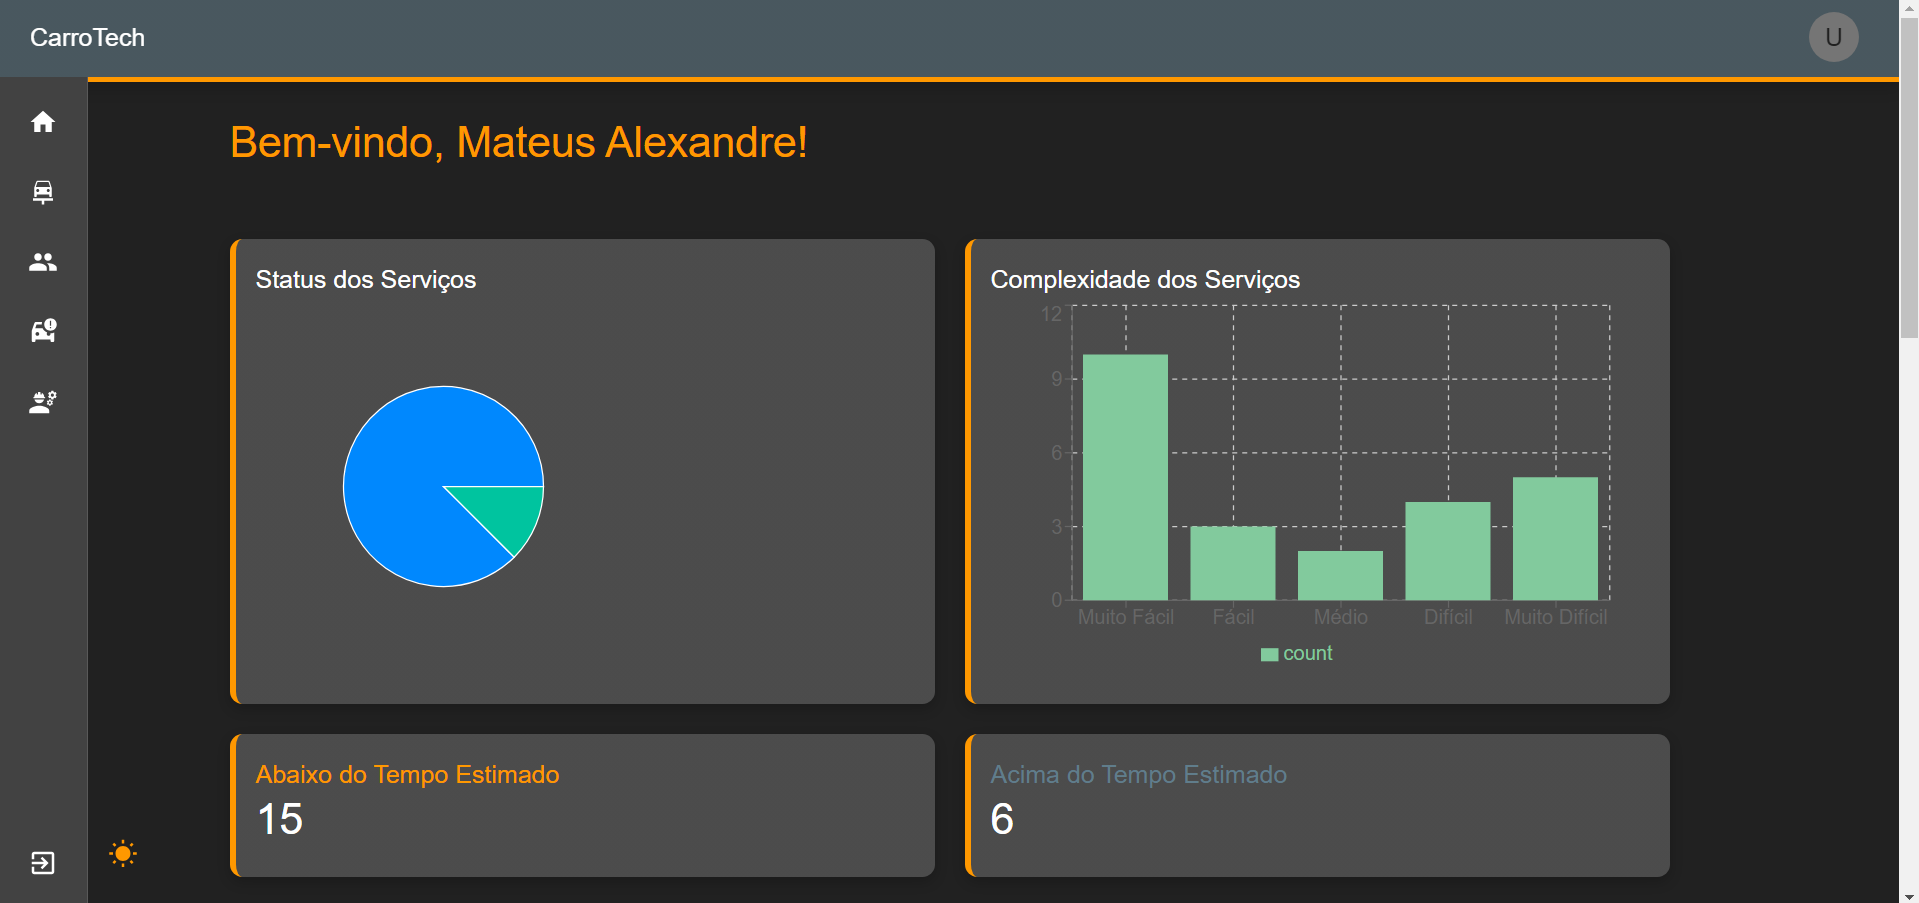 CarroTech
U
Bem-vindo, Mateus Alexandre!
Status dos Serviços
Complexidade dos Serviços
12
9
6
3
0
Muito Fácil Fácil Médio Difícil Muito Difícil
count
Abaixo do Tempo Estimado
15
Acima do Tempo Estimado
6